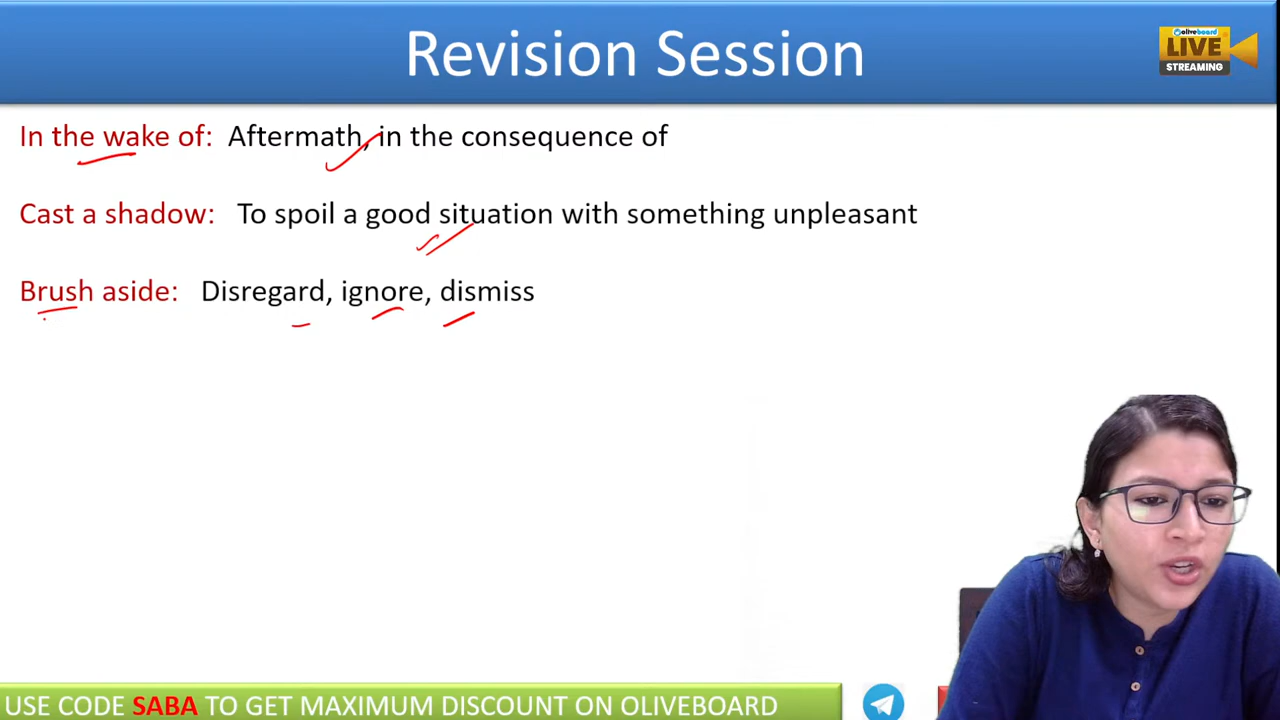 Revision Session
oliveboard
LIVE
STREAMING
In the wake of: Aftermath, in the consequence of
Cast a shadow: To spoil a good situation with something unpleasant
Brush aside: Disregard, ignore, dismiss
USE CODE SABA TO GET MAXIMUM DISCOUNT ON OLIVEBOARD